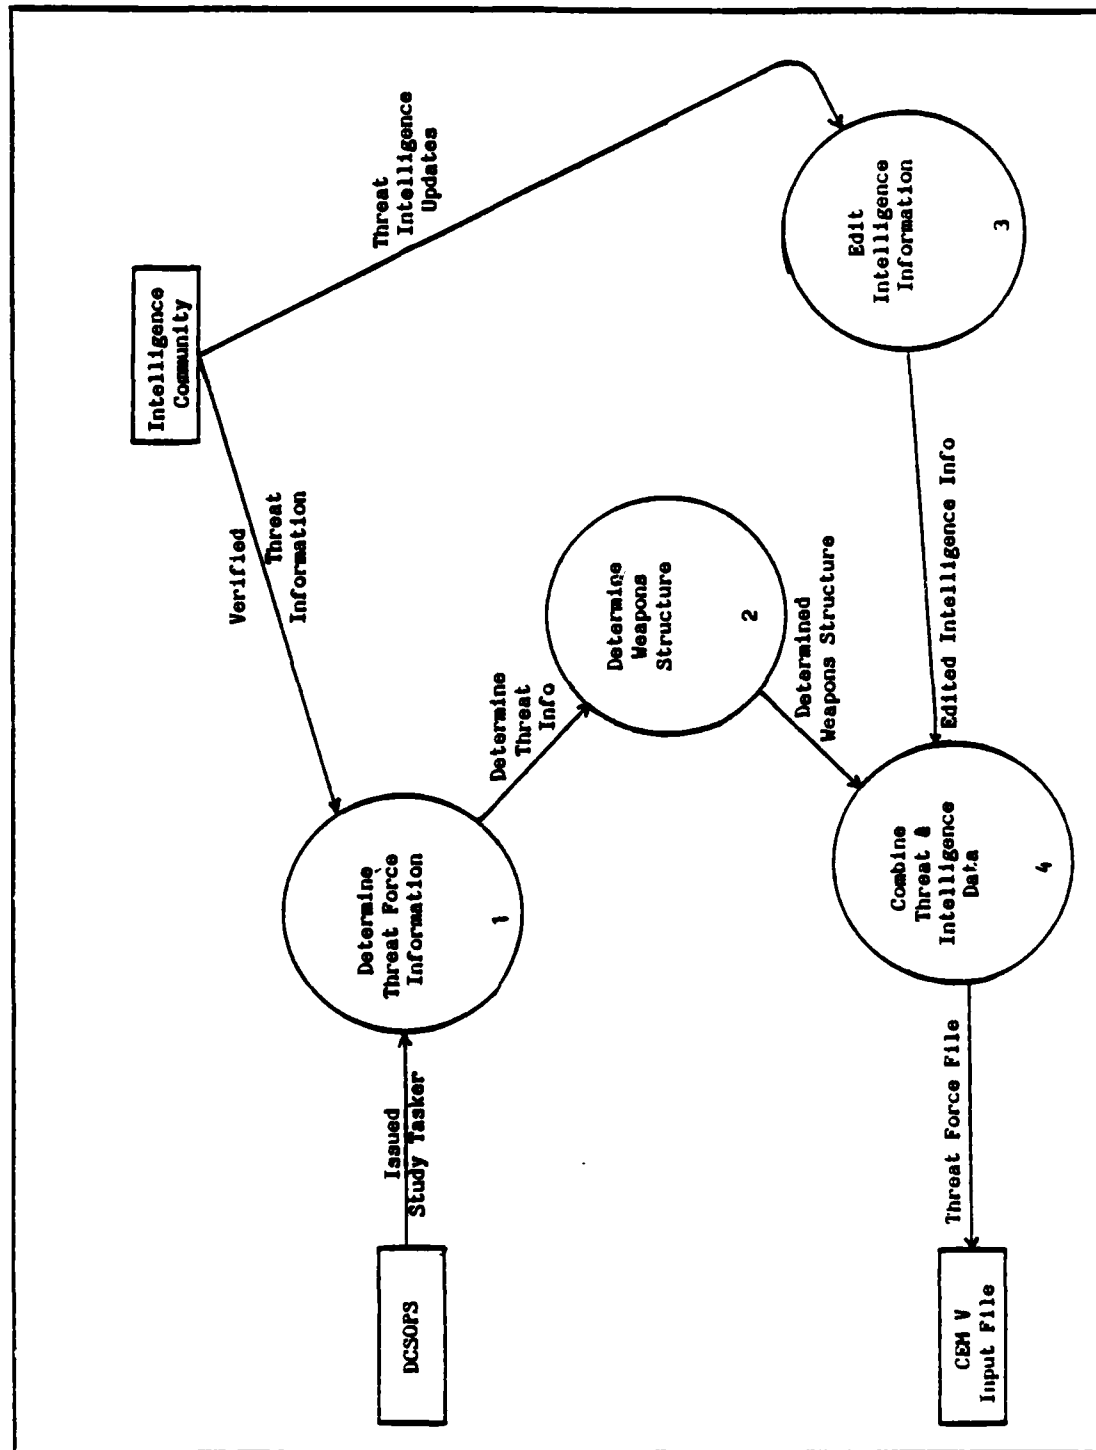 Intelligence
Community
Threat
Intelligence
Updates
Verified
Threat
Information
DCSOPS
Issued
Study Tasker
Determine
Threat Force
Information
1
Determine
Threat
Info
Determine
Weapons
Structure
2
Determined
Weapons Structure
Edit
Intelligence
Information
3
Edited Intelligence Info
Combine
Threat &
Intelligence
Data
4
Threat Force File
CEM V
Input File